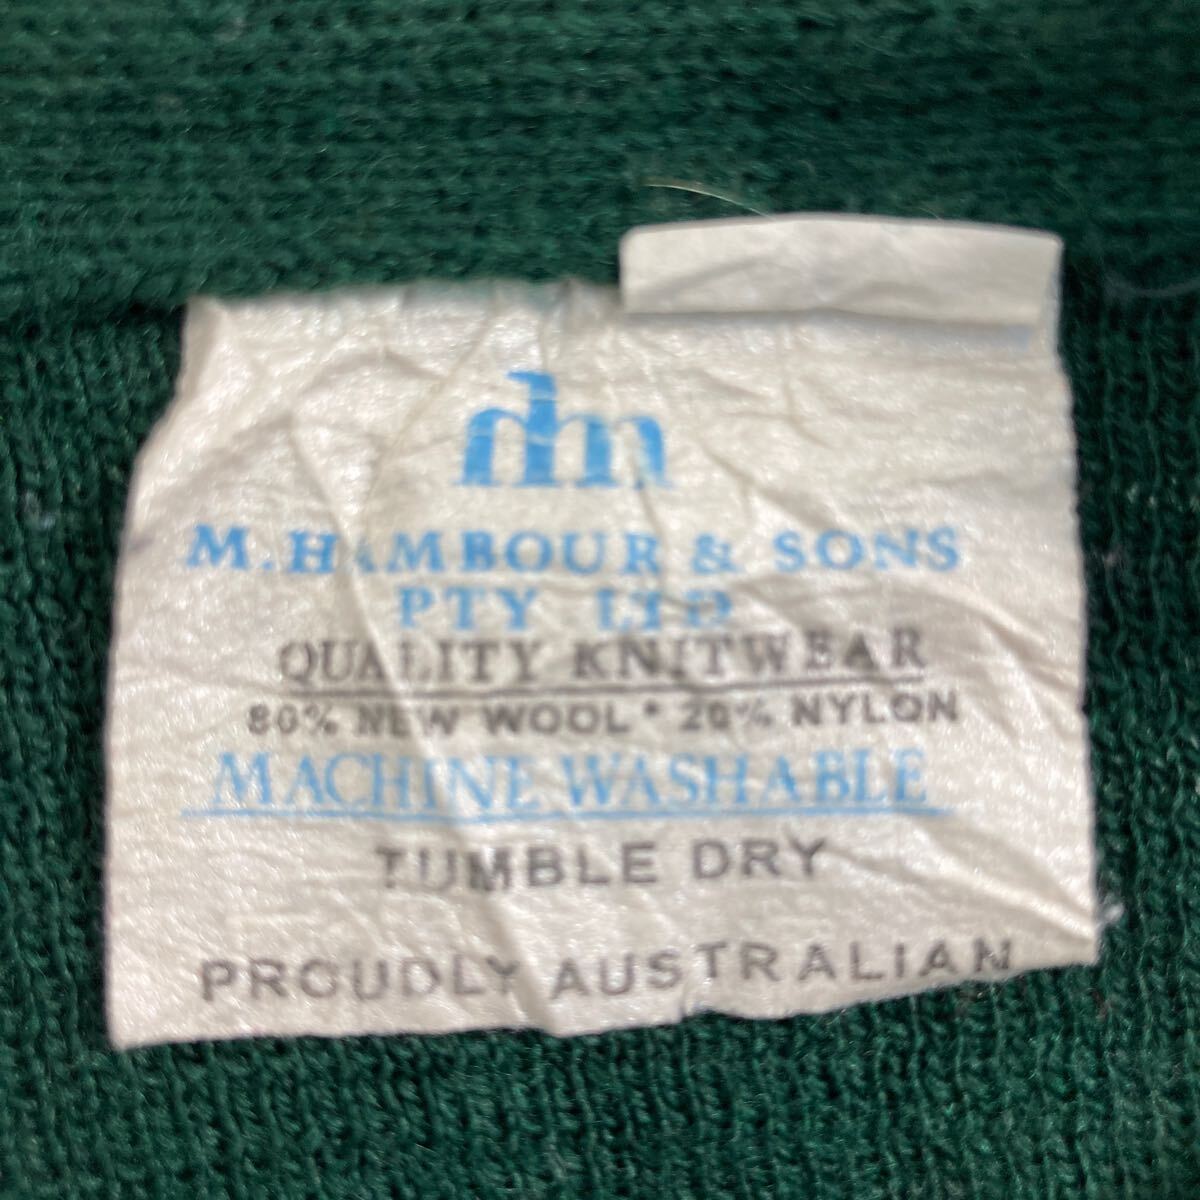 M. HAMBOUR & SONS
PTY LTD
QUALITY KNITWEAR
80% NEW WOOL * 20% NYLON
MACHINE WASHABLE
TUMBLE DRY
PROUDLY AUSTRALIAN